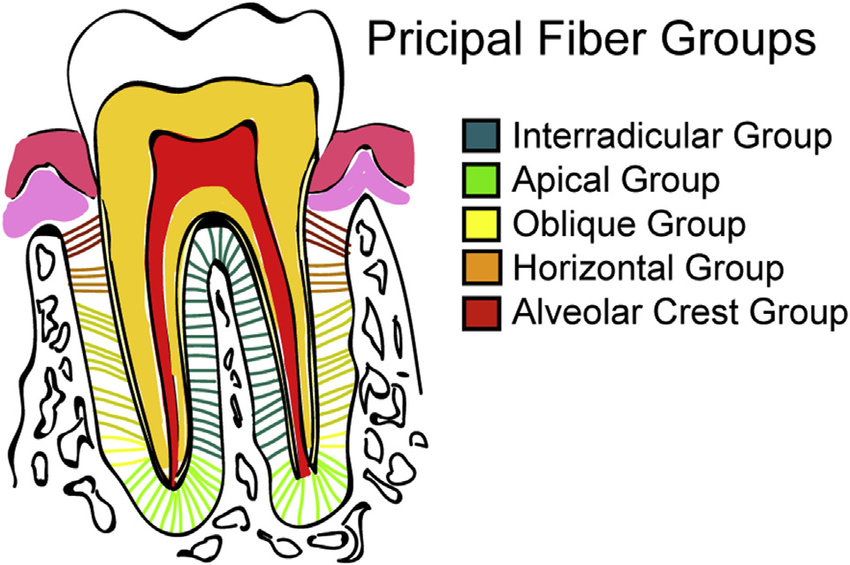 Pricipal Fiber Groups
Interradicular Group
Apical Group
Oblique Group
Horizontal Group
Alveolar Crest Group